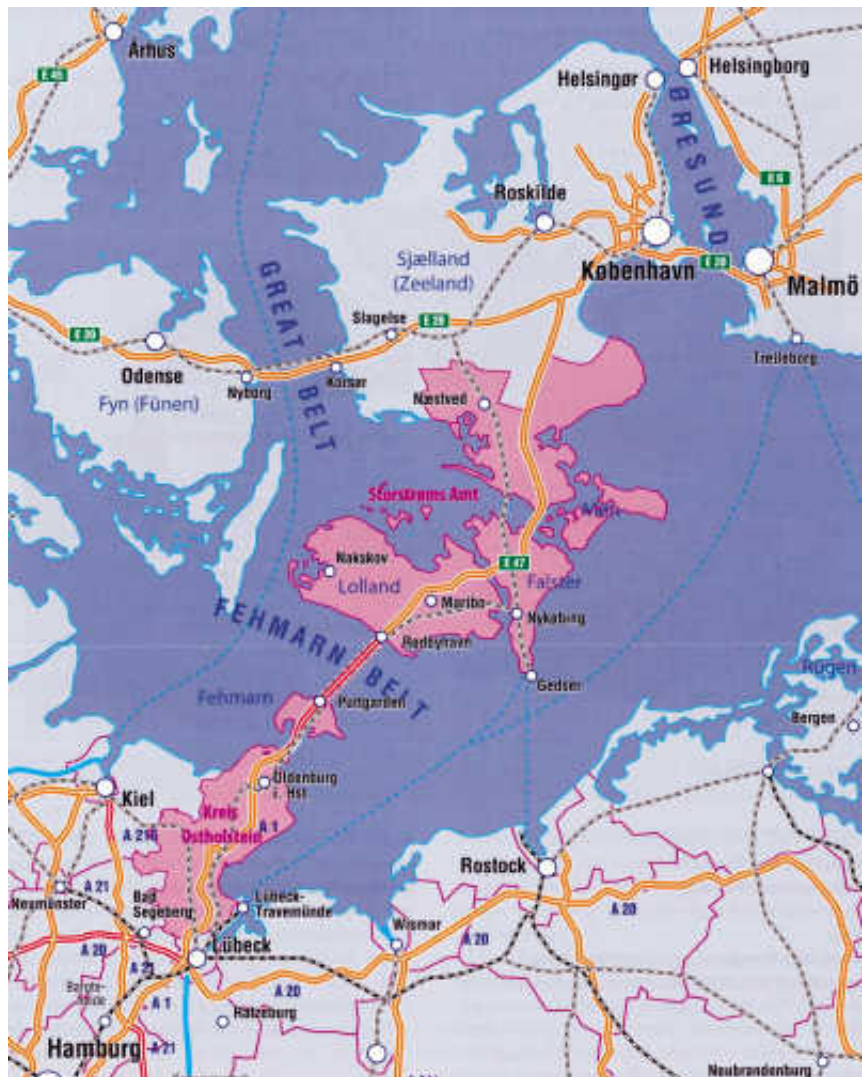 Århus
E 45
Helsingør
Helsingborg
ØRESUND
Roskilde
E 6
Sjælland
(Zeeland)
København
E 20
Malmö
GREAT BELT
Slagelse
E 20
E 20
Trelleborg
Odense
Nyborg
Korsør
Fyn (Fünen)
Næstved
Storstrøms Amt
Møn
Nakskov
Lolland
E 47
Falster
Maribo
Nykøbing
FEHMARN BELT
Rødbyhavn
Gedser
Rügen
Fehmarn
Puttgarden
Bergen
Oldenburg
i. Hst
Kiel
Kreis
Ostholstein
A 1
A 215
Rostock
A 21
Neumünster
Bad
Segeberg
Lübeck-
Travemünde
Wismar
A 20
A 20
A 20
A 21
Lübeck
A 20
A 1
Ratzeburg
Hamburg
A 21
Neubrandenburg